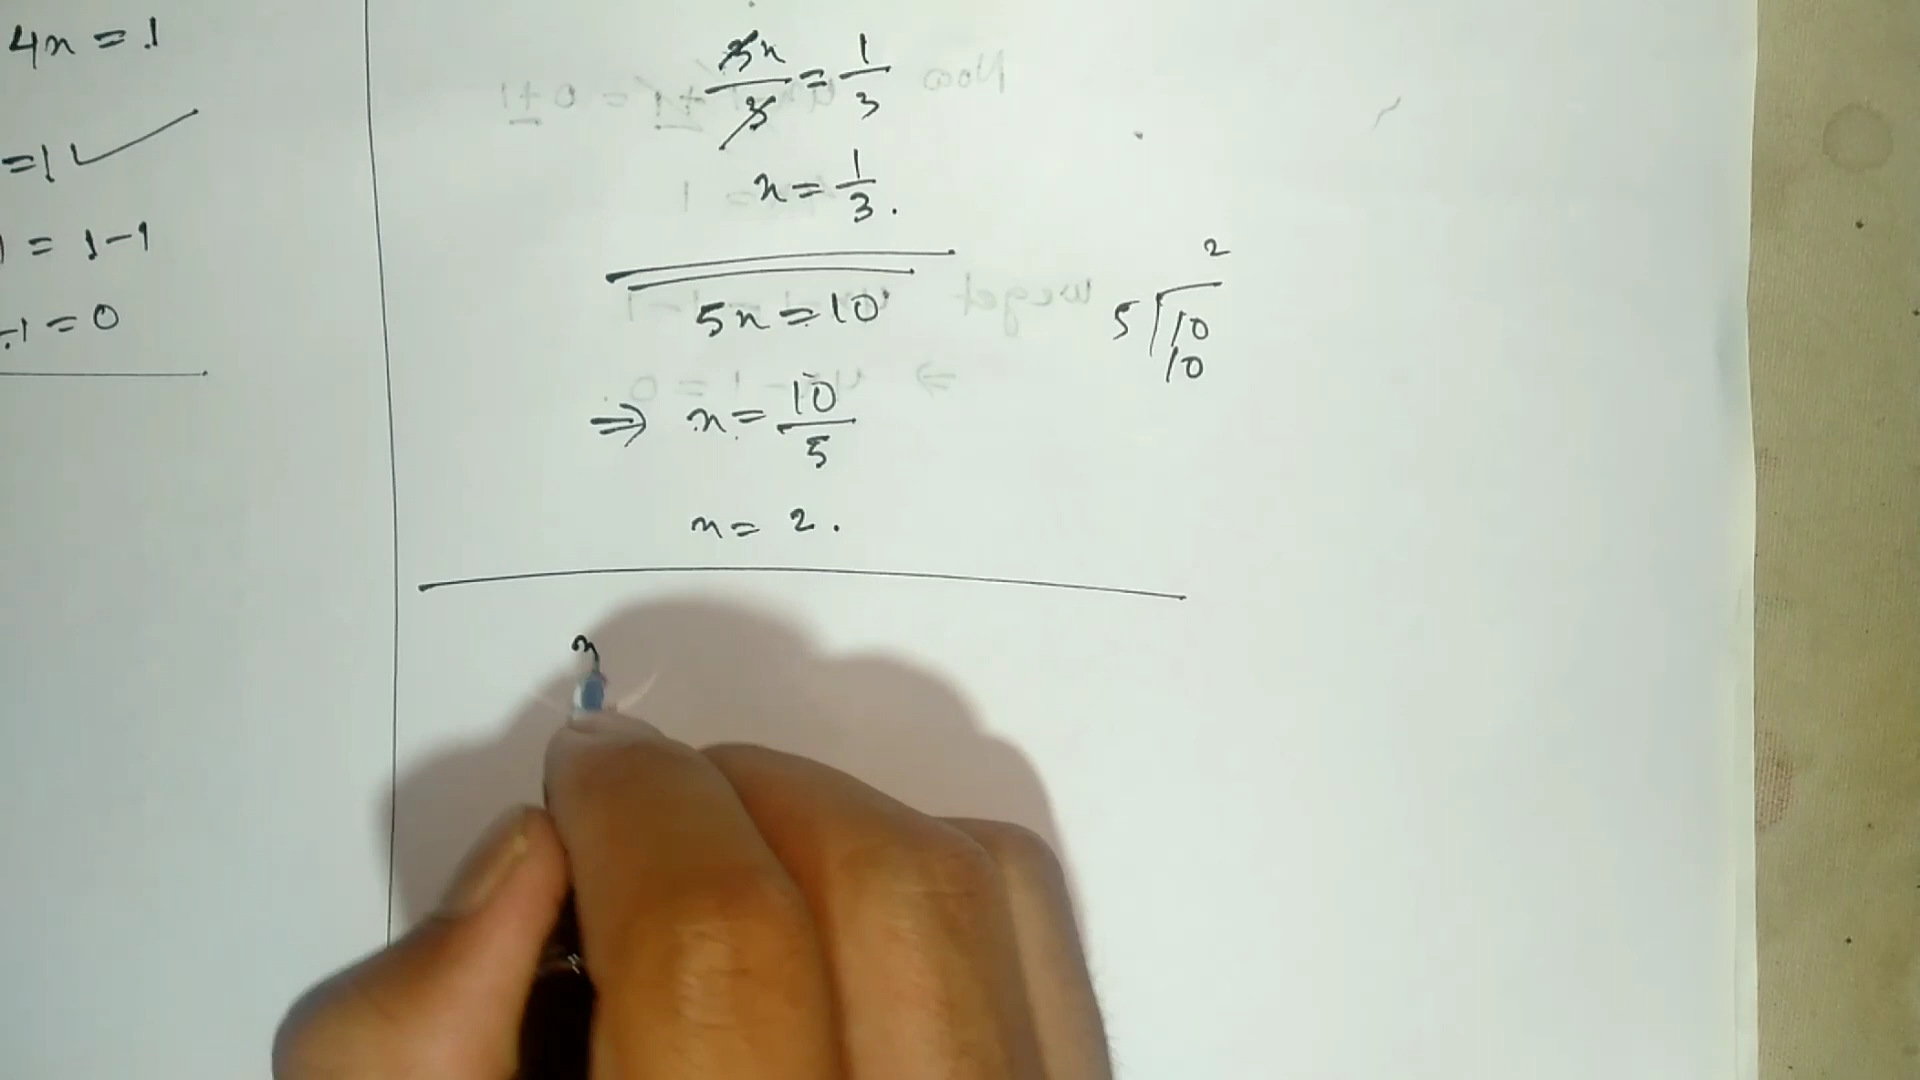 4x = 1
= 1 ✓
1 = 1 - 1
-1 = 0
3x/3 = 1/3
x = 1/3.
5x = 10
⇒ x = 10/5
x = 2.
2
5 ⟌ 10
10
x